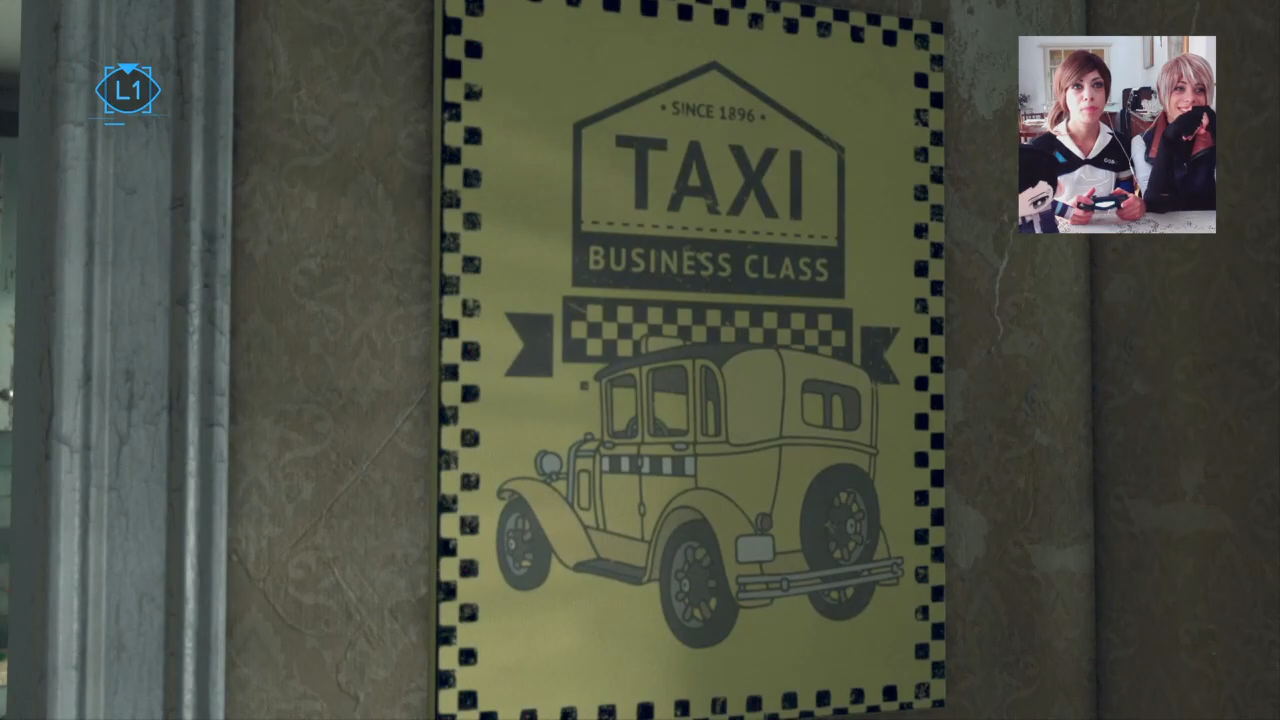 L1
• SINCE 1896 •
TAXI
BUSINESS CLASS